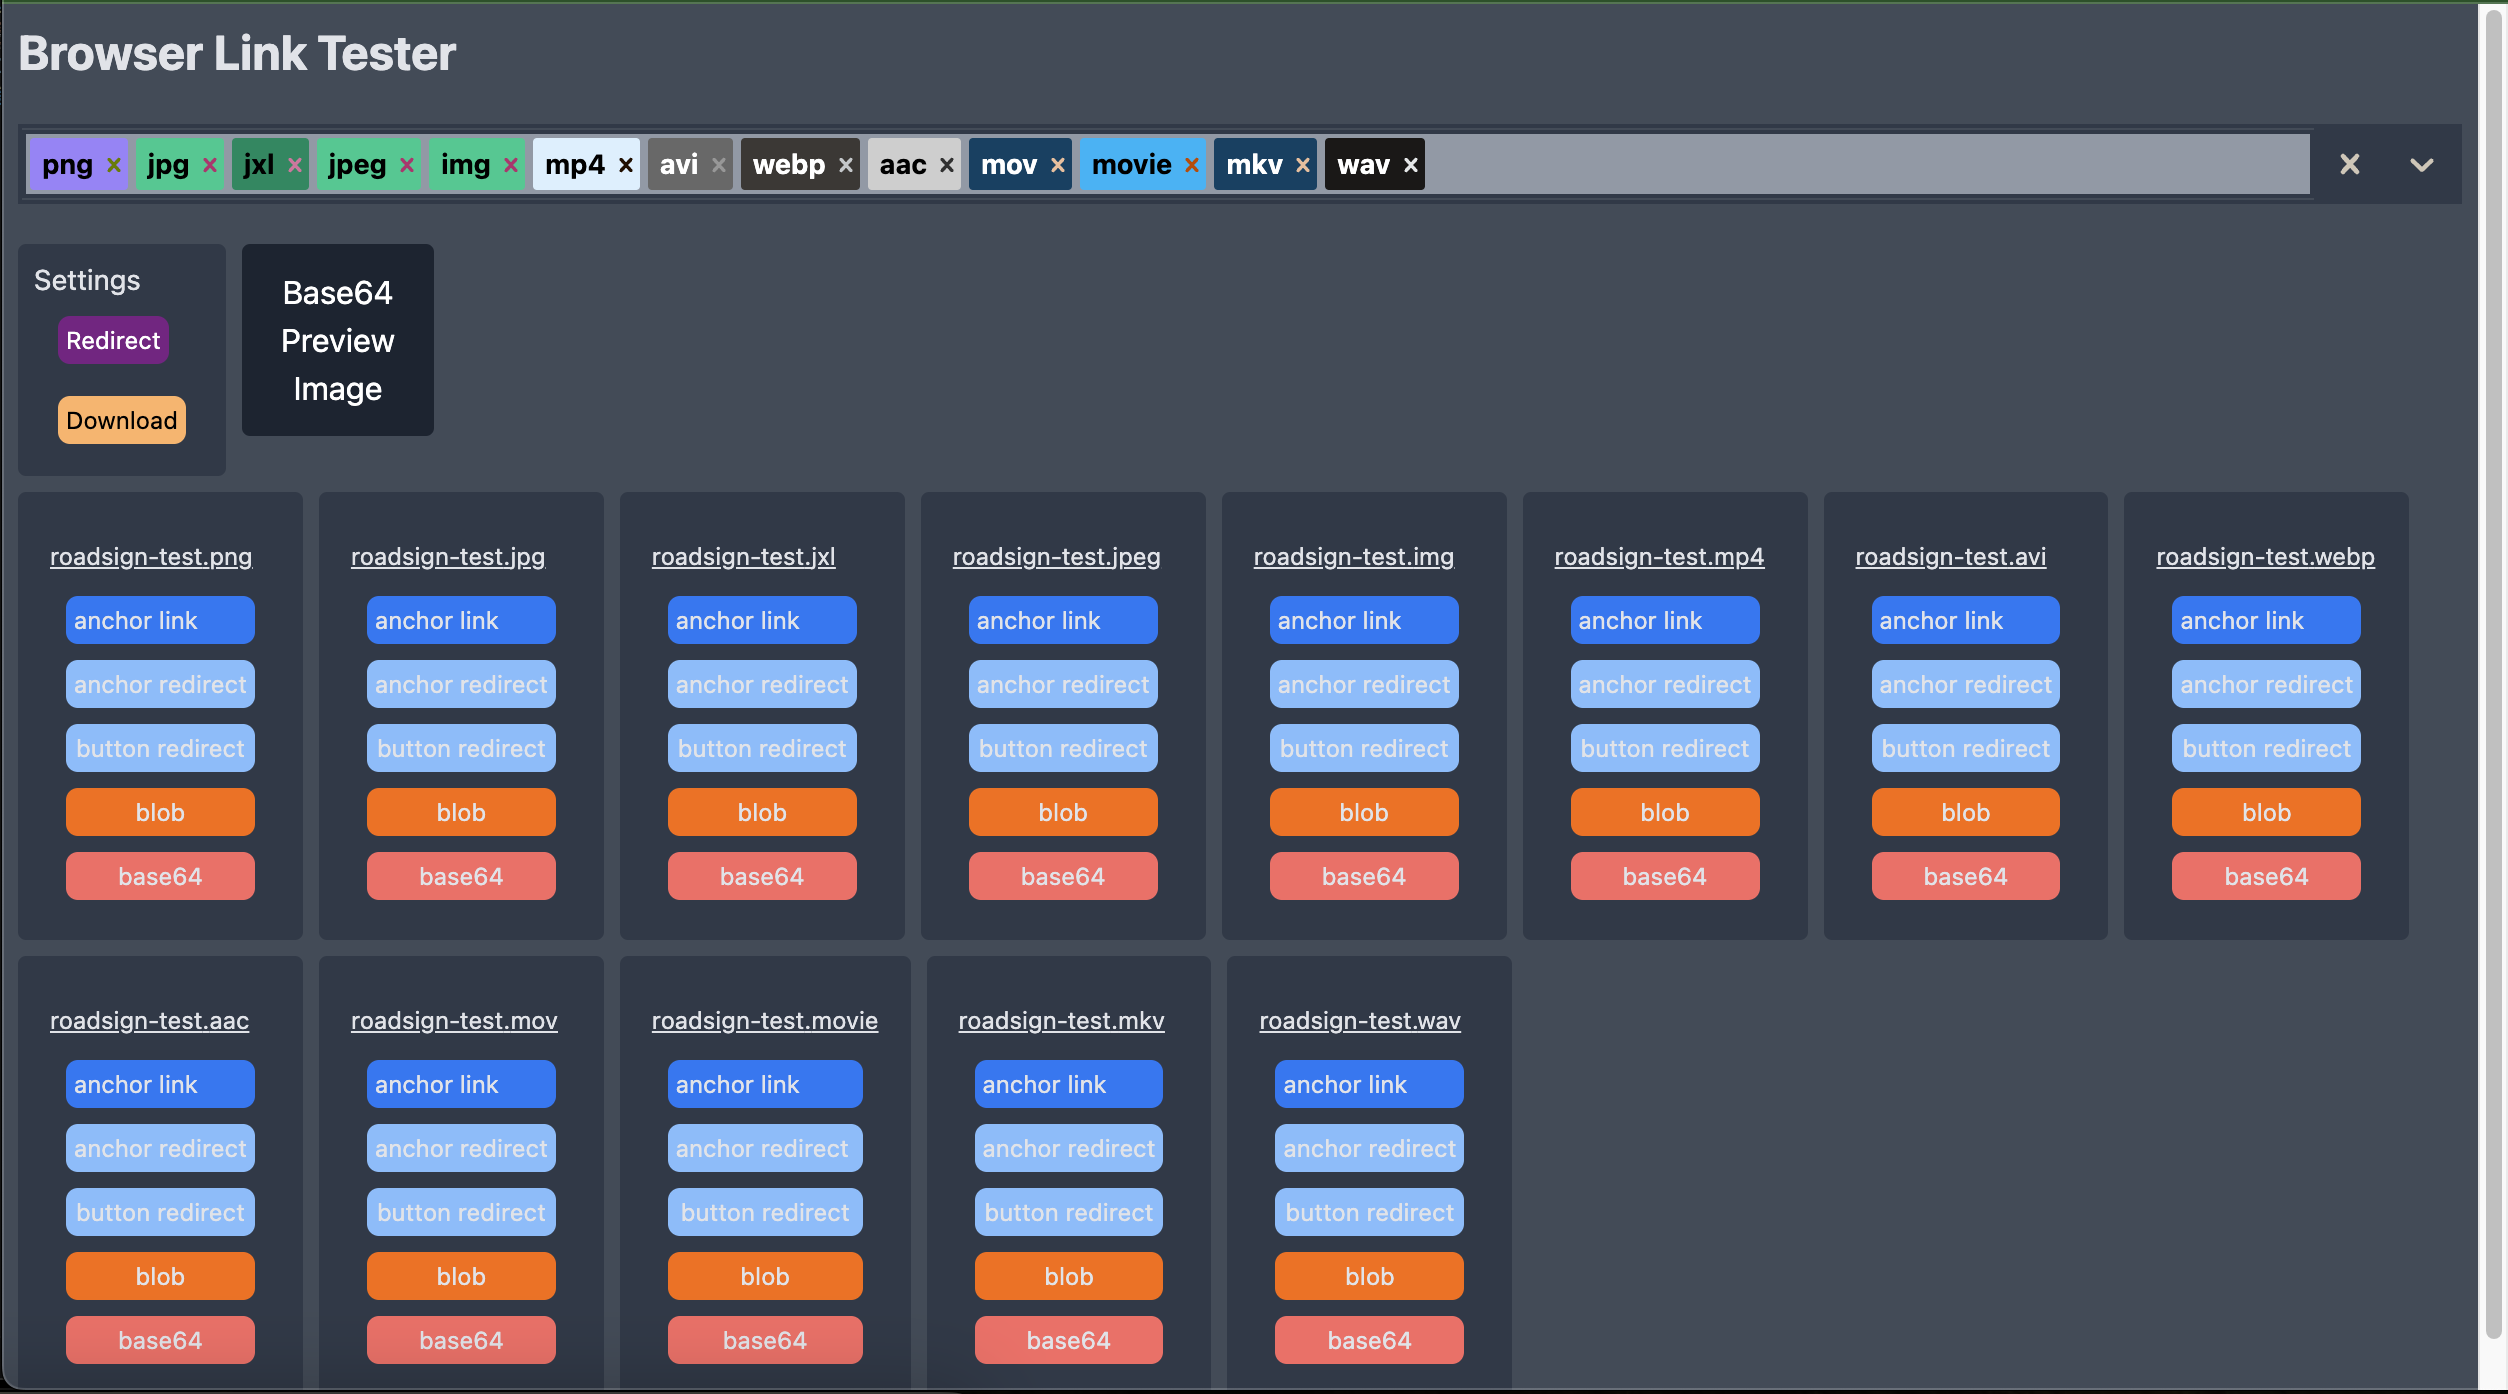 Browser Link Tester
png × jpg × jxl × jpeg × img × mp4 × avi × webp × aac × mov × movie × mkv × wav ×
Settings
Redirect
Download
Base64
Preview
Image
roadsign-test.png
anchor link
anchor redirect
button redirect
blob
base64
roadsign-test.jpg
anchor link
anchor redirect
button redirect
blob
base64
roadsign-test.jxl
anchor link
anchor redirect
button redirect
blob
base64
roadsign-test.jpeg
anchor link
anchor redirect
button redirect
blob
base64
roadsign-test.img
anchor link
anchor redirect
button redirect
blob
base64
roadsign-test.mp4
anchor link
anchor redirect
button redirect
blob
base64
roadsign-test.avi
anchor link
anchor redirect
button redirect
blob
base64
roadsign-test.webp
anchor link
anchor redirect
button redirect
blob
base64
roadsign-test.aac
anchor link
anchor redirect
button redirect
blob
base64
roadsign-test.mov
anchor link
anchor redirect
button redirect
blob
base64
roadsign-test.movie
anchor link
anchor redirect
button redirect
blob
base64
roadsign-test.mkv
anchor link
anchor redirect
button redirect
blob
base64
roadsign-test.wav
anchor link
anchor redirect
button redirect
blob
base64